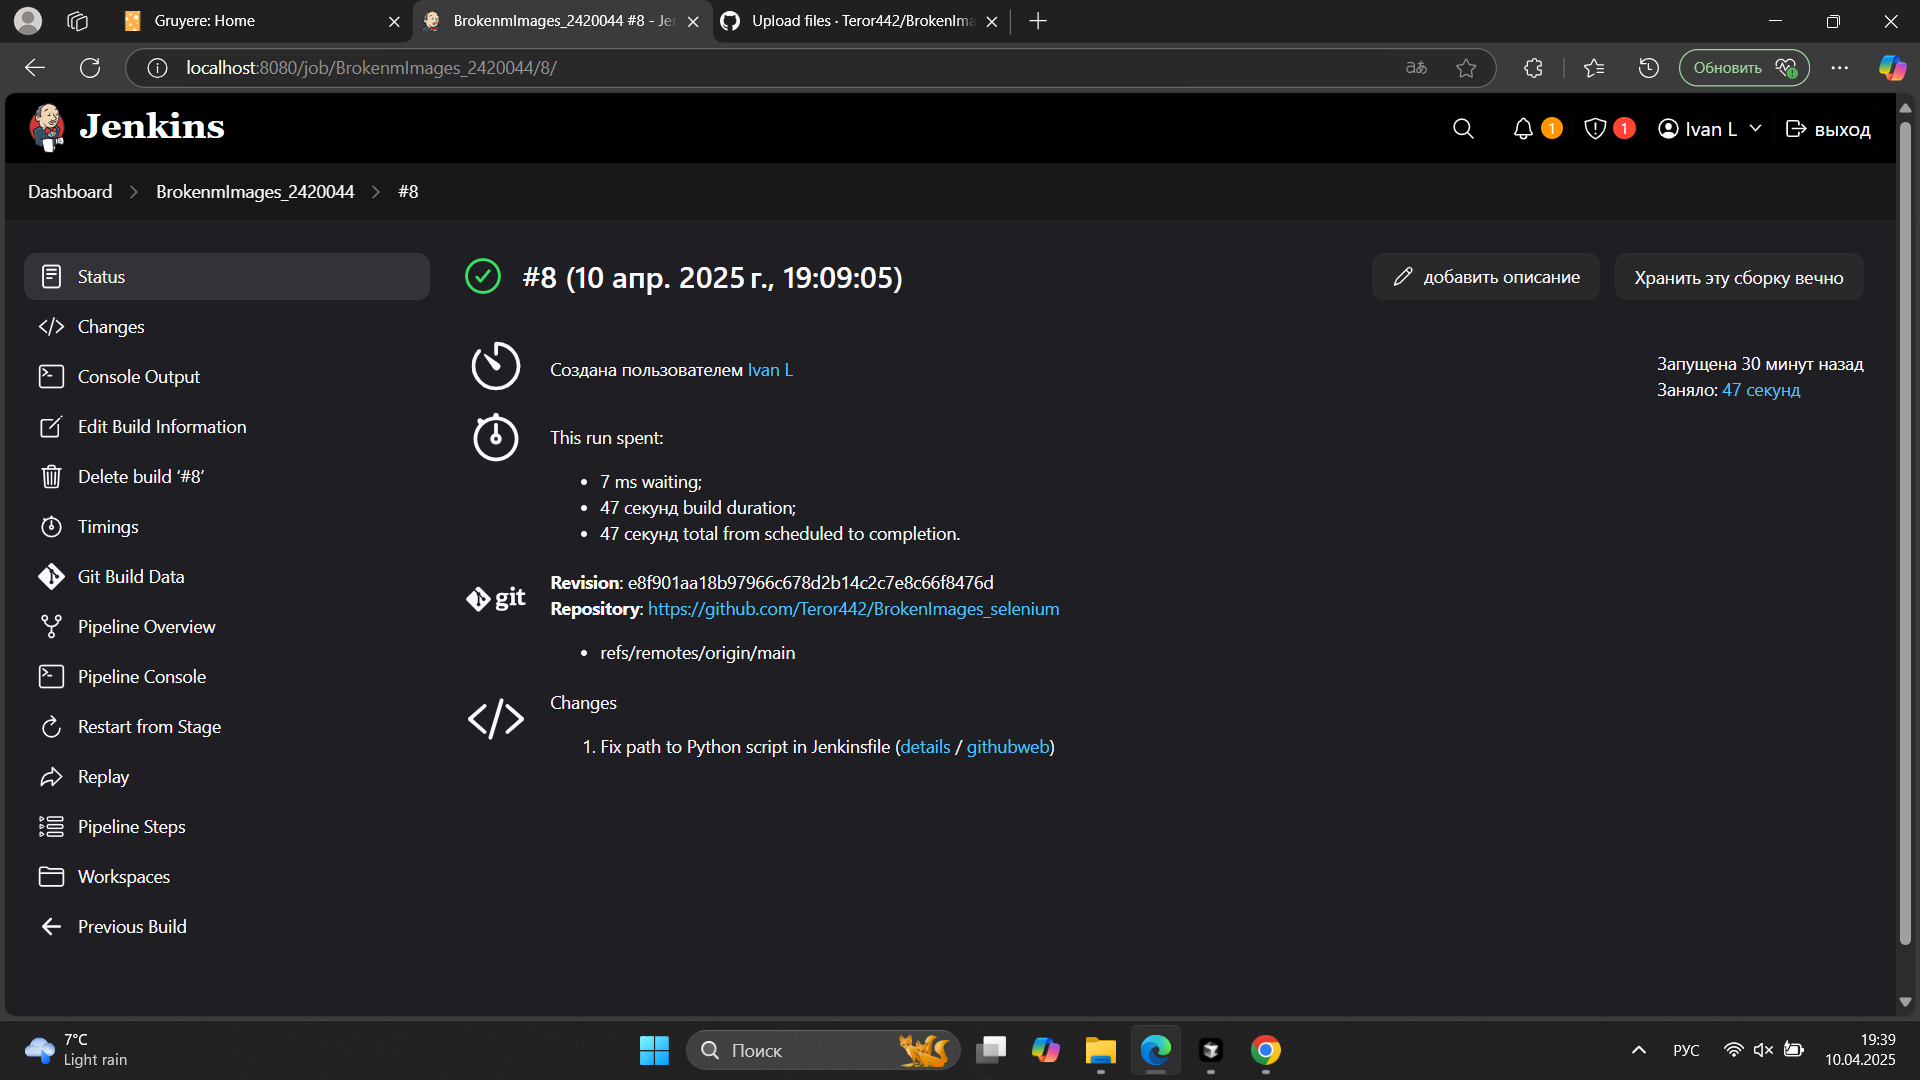 Gruyere: Home
BrokenmImages_2420044 #8 - Jer
Upload files · Teror442/BrokenIma
localhost:8080/job/BrokenmImages_2420044/8/
аあ
Обновить
Jenkins
1
1
Ivan L
выход
Dashboard
BrokenmImages_2420044
#8
Status
Changes
Console Output
Edit Build Information
Delete build ‘#8’
Timings
Git Build Data
Pipeline Overview
Pipeline Console
Restart from Stage
Replay
Pipeline Steps
Workspaces
Previous Build
#8 (10 апр. 2025 г., 19:09:05)
добавить описание
Хранить эту сборку вечно
Создана пользователем Ivan L
Запущена 30 минут назад
Заняло: 47 секунд
This run spent:
• 7 ms waiting;
• 47 секунд build duration;
• 47 секунд total from scheduled to completion.
git
Revision: e8f901aa18b97966c678d2b14c2c7e8c66f8476d
Repository: https://github.com/Teror442/BrokenImages_selenium
• refs/remotes/origin/main
Changes
1. Fix path to Python script in Jenkinsfile (details / githubweb)
7°C
Light rain
Поиск
РУС
19:39
10.04.2025